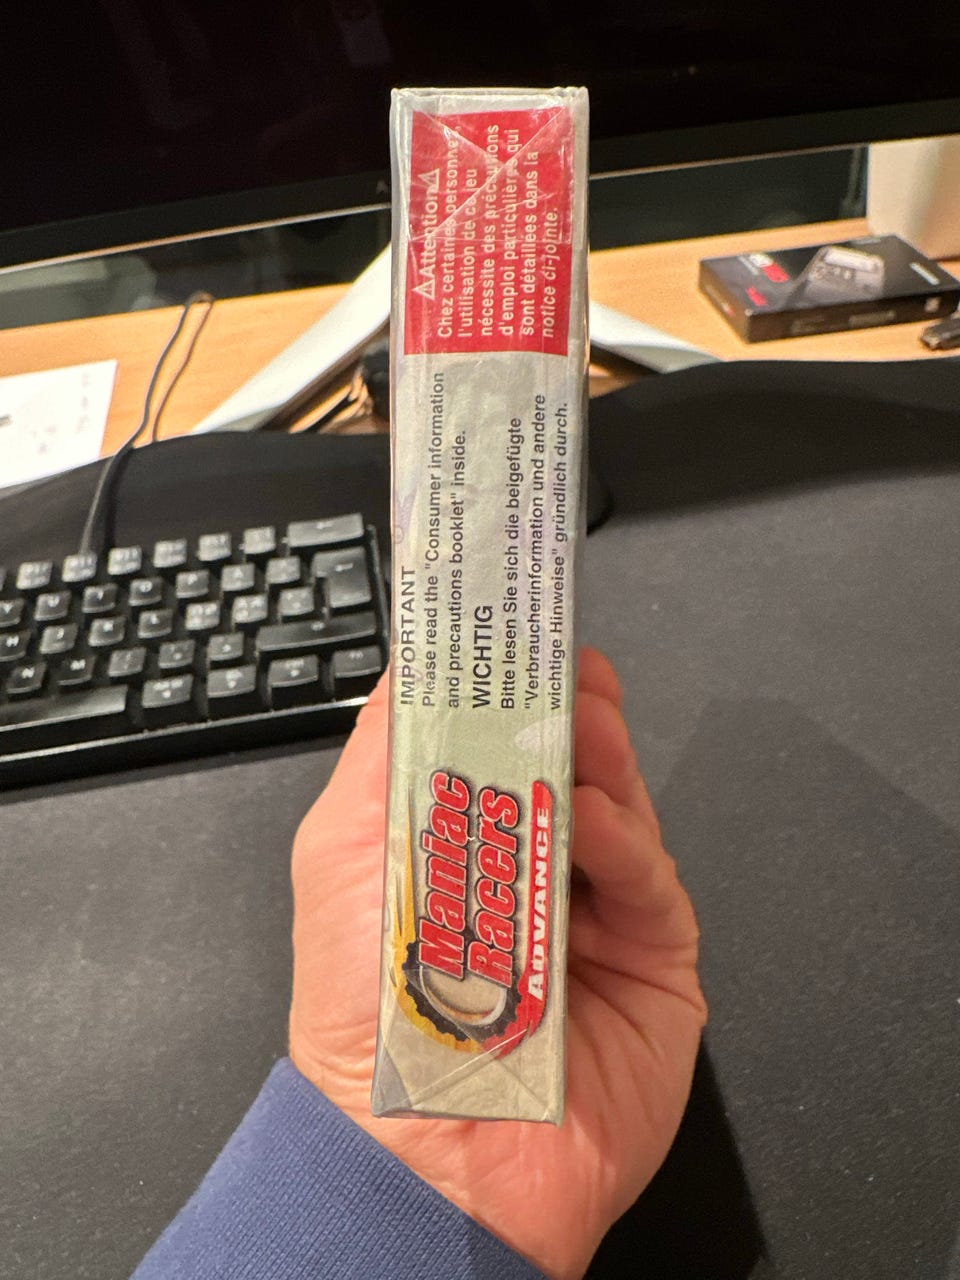 ⚠⚠Attention⚠
Chez certaines personnes,
l'utilisation de ce jeu
nécessite des précautions
d'emploi particulières qui
sont détaillées dans la
notice ci-jointe.
IMPORTANT
Please read the "Consumer information
and precautions booklet" inside.
WICHTIG
Bitte lesen Sie sich die beigefügte
"Verbraucherinformation und andere
wichtige Hinweise" gründlich durch.
Maniac
Racers
ADVANCE